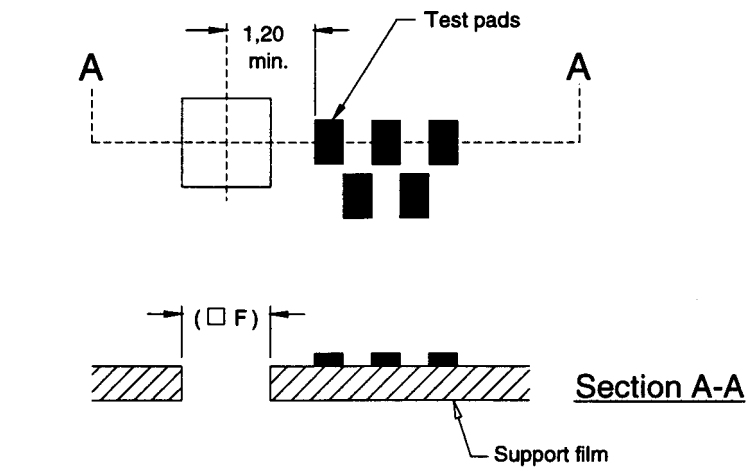 Test pads
1,20
min.
A
A
(□ F)
Section A-A
Support film